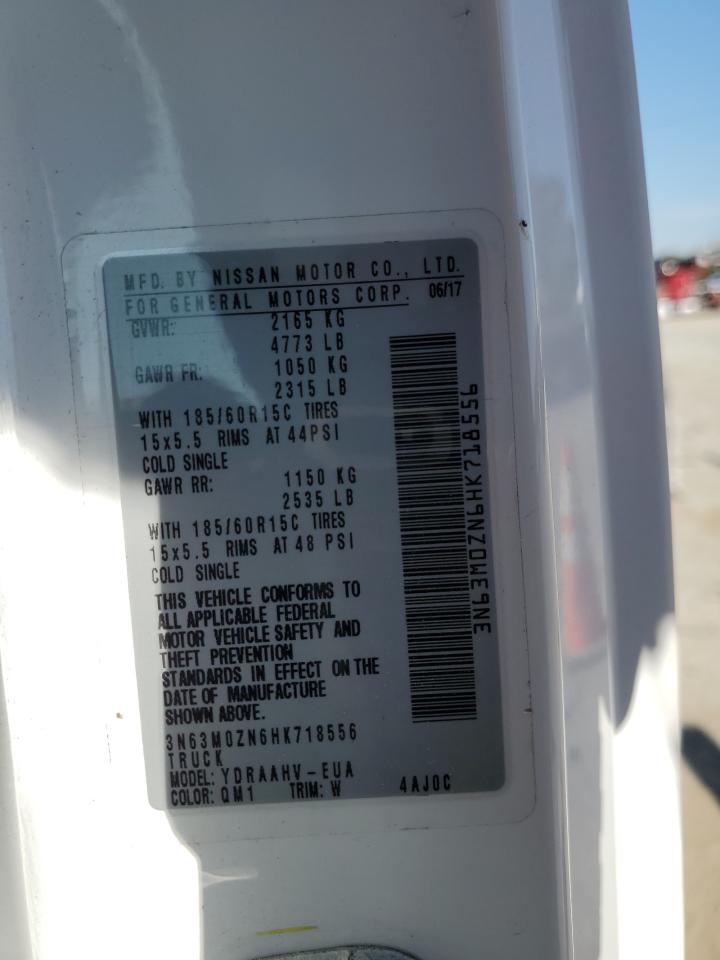 MFD. BY NISSAN MOTOR CO., LTD.
FOR GENERAL MOTORS CORP. 06/17
GVWR: 2165 KG
4773 LB
GAWR FR: 1050 KG
2315 LB
WITH 185/60R15C TIRES
15x5.5 RIMS AT 44PSI
COLD SINGLE
GAWR RR: 1150 KG
2535 LB
WITH 185/60R15C TIRES
15x5.5 RIMS AT 48 PSI
COLD SINGLE
THIS VEHICLE CONFORMS TO
ALL APPLICABLE FEDERAL
MOTOR VEHICLE SAFETY AND
THEFT PREVENTION
STANDARDS IN EFFECT ON THE
DATE OF MANUFACTURE
SHOWN ABOVE.
3N63M0ZN6HK718556
TRUCK
MODEL: YDRAAHV-EUA
COLOR: QM1 TRIM: W 4AJ0C
3N63M0ZN6HK718556